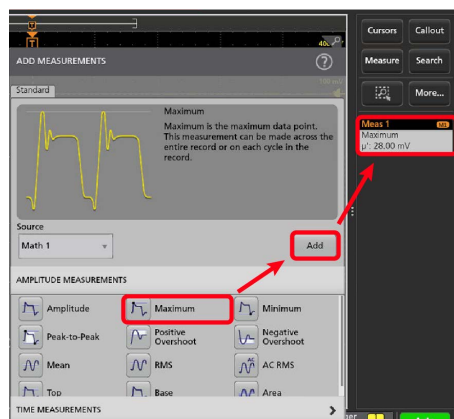 T
T
Cursors Callout
ADD MEASUREMENTS ?
Measure Search
Standard
More...
Maximum
Maximum is the maximum data point.
This measurement can be made across the
entire record or on each cycle in the
record.
Meas 1 M1
Maximum
µ': 28.00 mV
Source
Math 1 Add
AMPLITUDE MEASUREMENTS
Amplitude Maximum Minimum
Peak-to-Peak Positive Overshoot Negative Overshoot
Mean RMS AC RMS
Top Base Area
TIME MEASUREMENTS